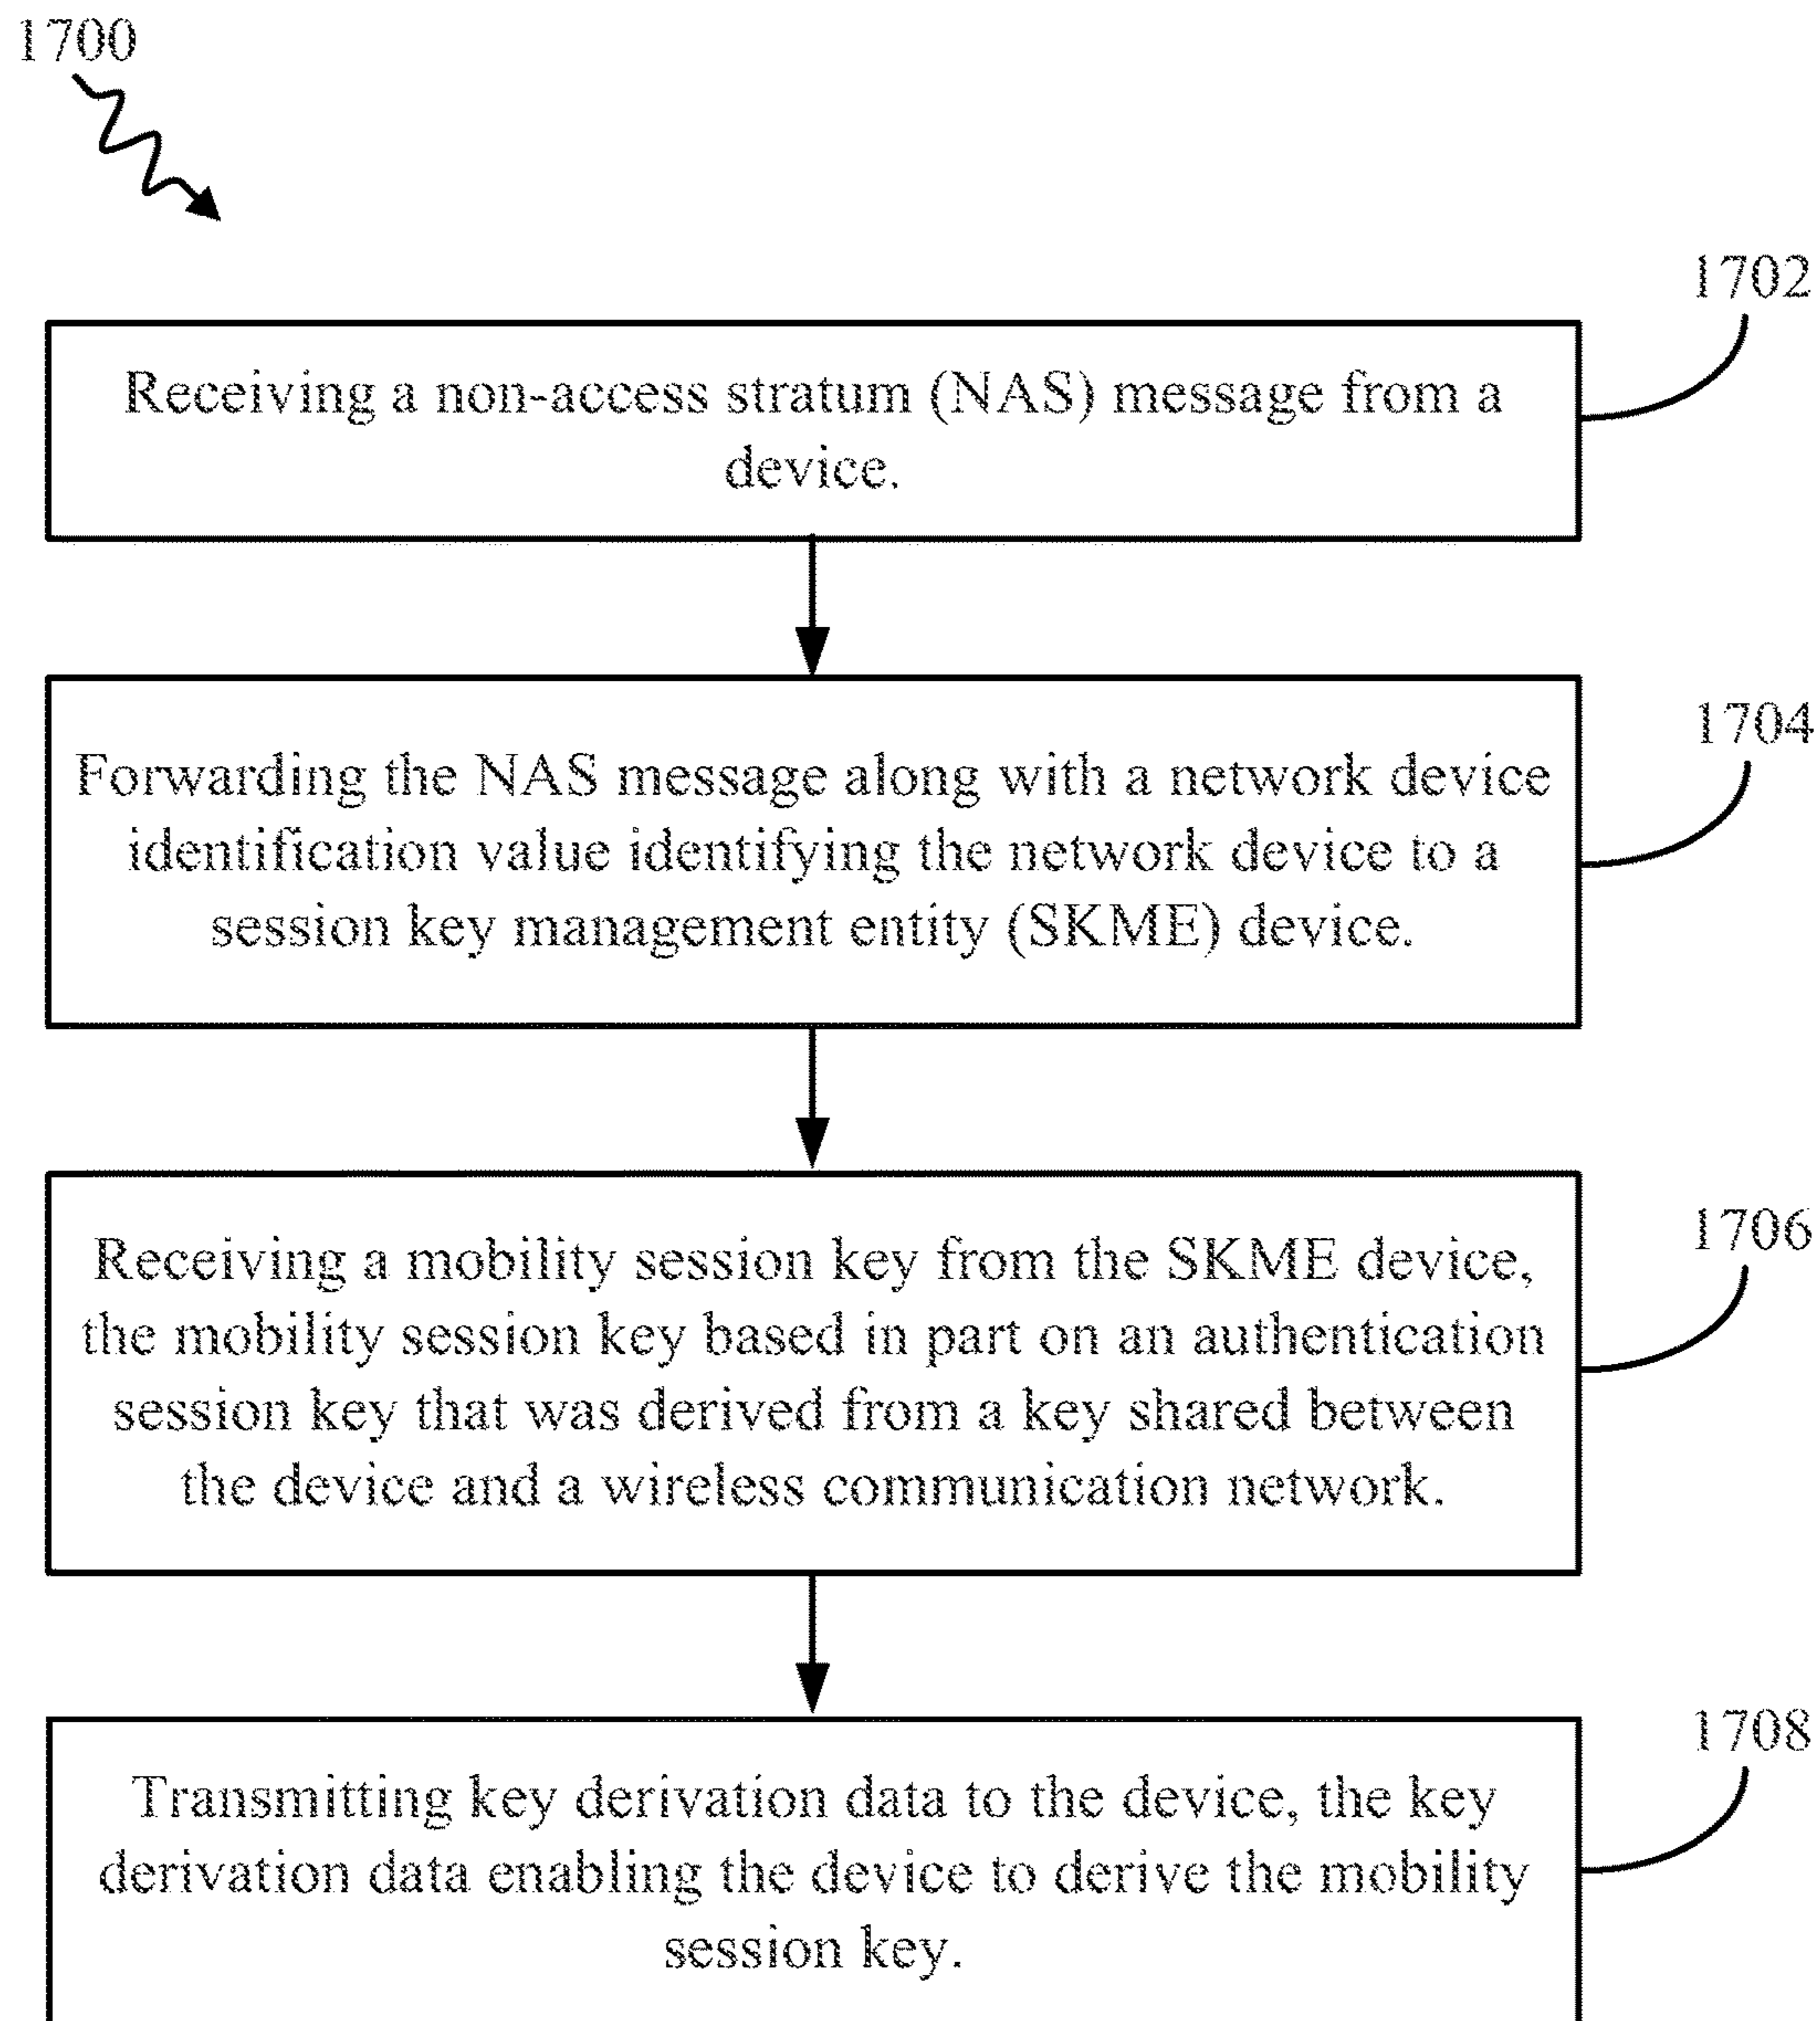 1700
1702
Receiving a non-access stratum (NAS) message from a
device.
1704
Forwarding the NAS message along with a network device
identification value identifying the network device to a
session key management entity (SKME) device.
1706
Receiving a mobility session key from the SKME device,
the mobility session key based in part on an authentication
session key that was derived from a key shared between
the device and a wireless communication network.
1708
Transmitting key derivation data to the device, the key
derivation data enabling the device to derive the mobility
session key.